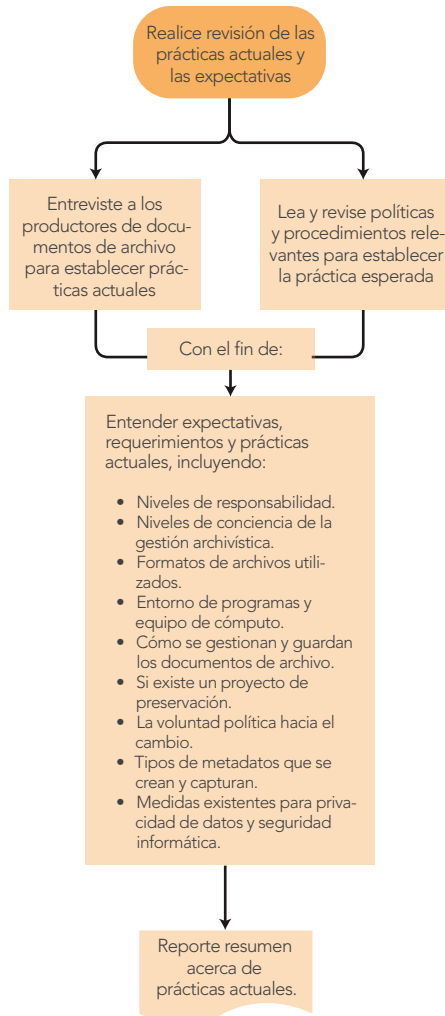 Realice revisión de las
prácticas actuales y
las expectativas
Entreviste a los
productores de docu-
mentos de archivo
para establecer prác-
ticas actuales
Lea y revise políticas
y procedimientos rele-
vantes para establecer
la práctica esperada
Con el fin de:
Entender expectativas,
requerimientos y prácticas
actuales, incluyendo:
• Niveles de responsabilidad.
• Niveles de conciencia de la
gestión archivística.
• Formatos de archivos utili-
zados.
• Entorno de programas y
equipo de cómputo.
• Cómo se gestionan y guardan
los documentos de archivo.
• Si existe un proyecto de
preservación.
• La voluntad política hacia el
cambio.
• Tipos de metadatos que se
crean y capturan.
• Medidas existentes para priva-
cidad de datos y seguridad
informática.
Reporte resumen
acerca de
prácticas actuales.